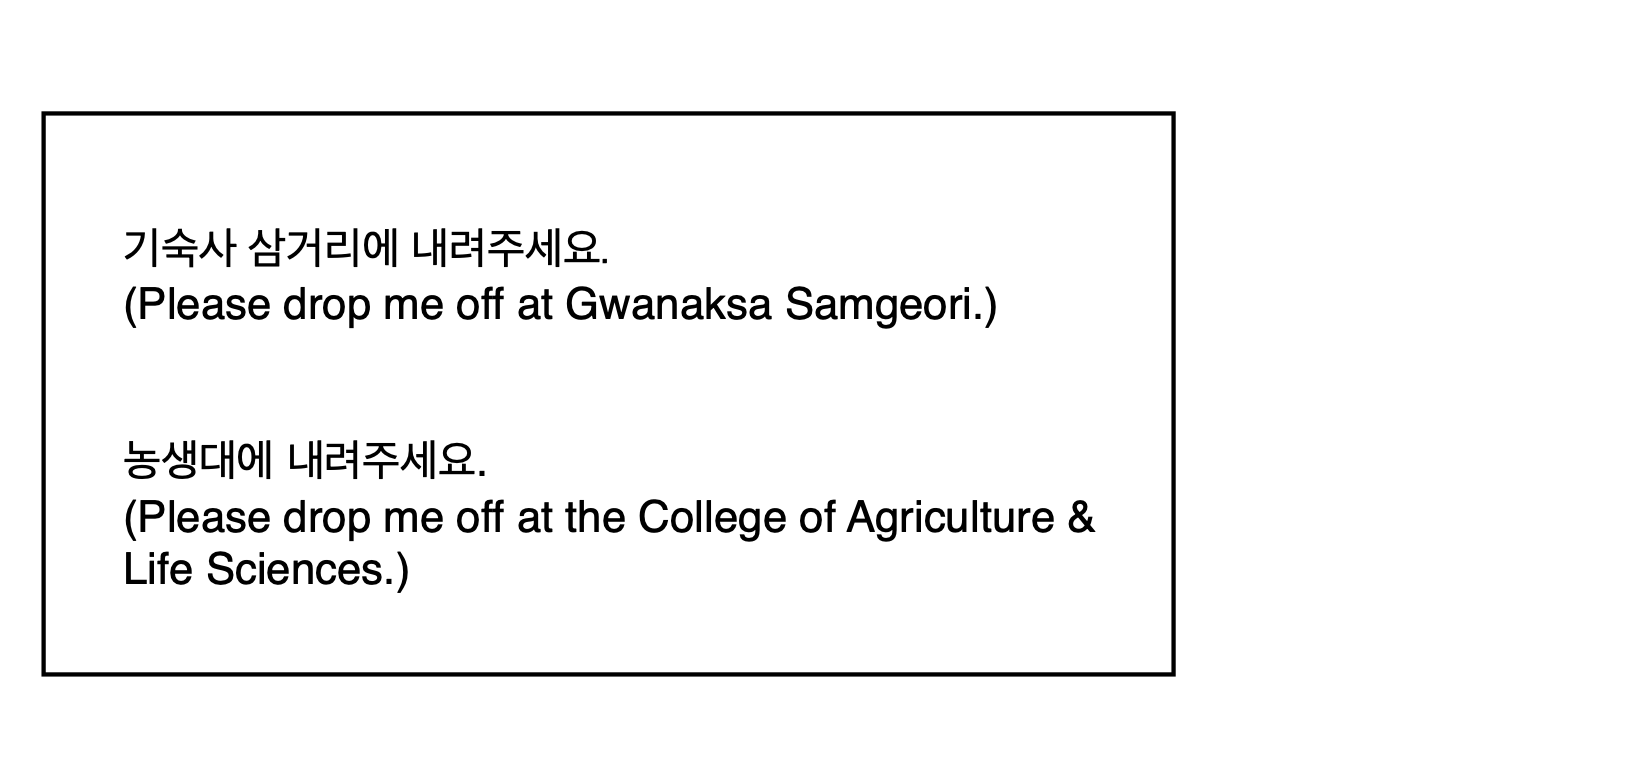 기숙사 삼거리에 내려주세요.
(Please drop me off at Gwanaksa Samgeori.)
농생대에 내려주세요.
(Please drop me off at the College of Agriculture &
Life Sciences.)